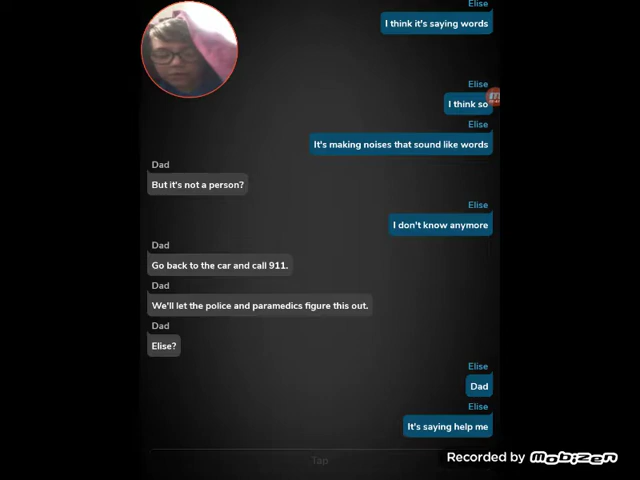 Elise
I think it's saying words
Elise
I think so
Elise
It's making noises that sound like words
Dad
But it's not a person?
Elise
I don't know anymore
Dad
Go back to the car and call 911.
Dad
We'll let the police and paramedics figure this out.
Dad
Elise?
Elise
Dad
Elise
It's saying help me
Tap
Recorded by Mobizen